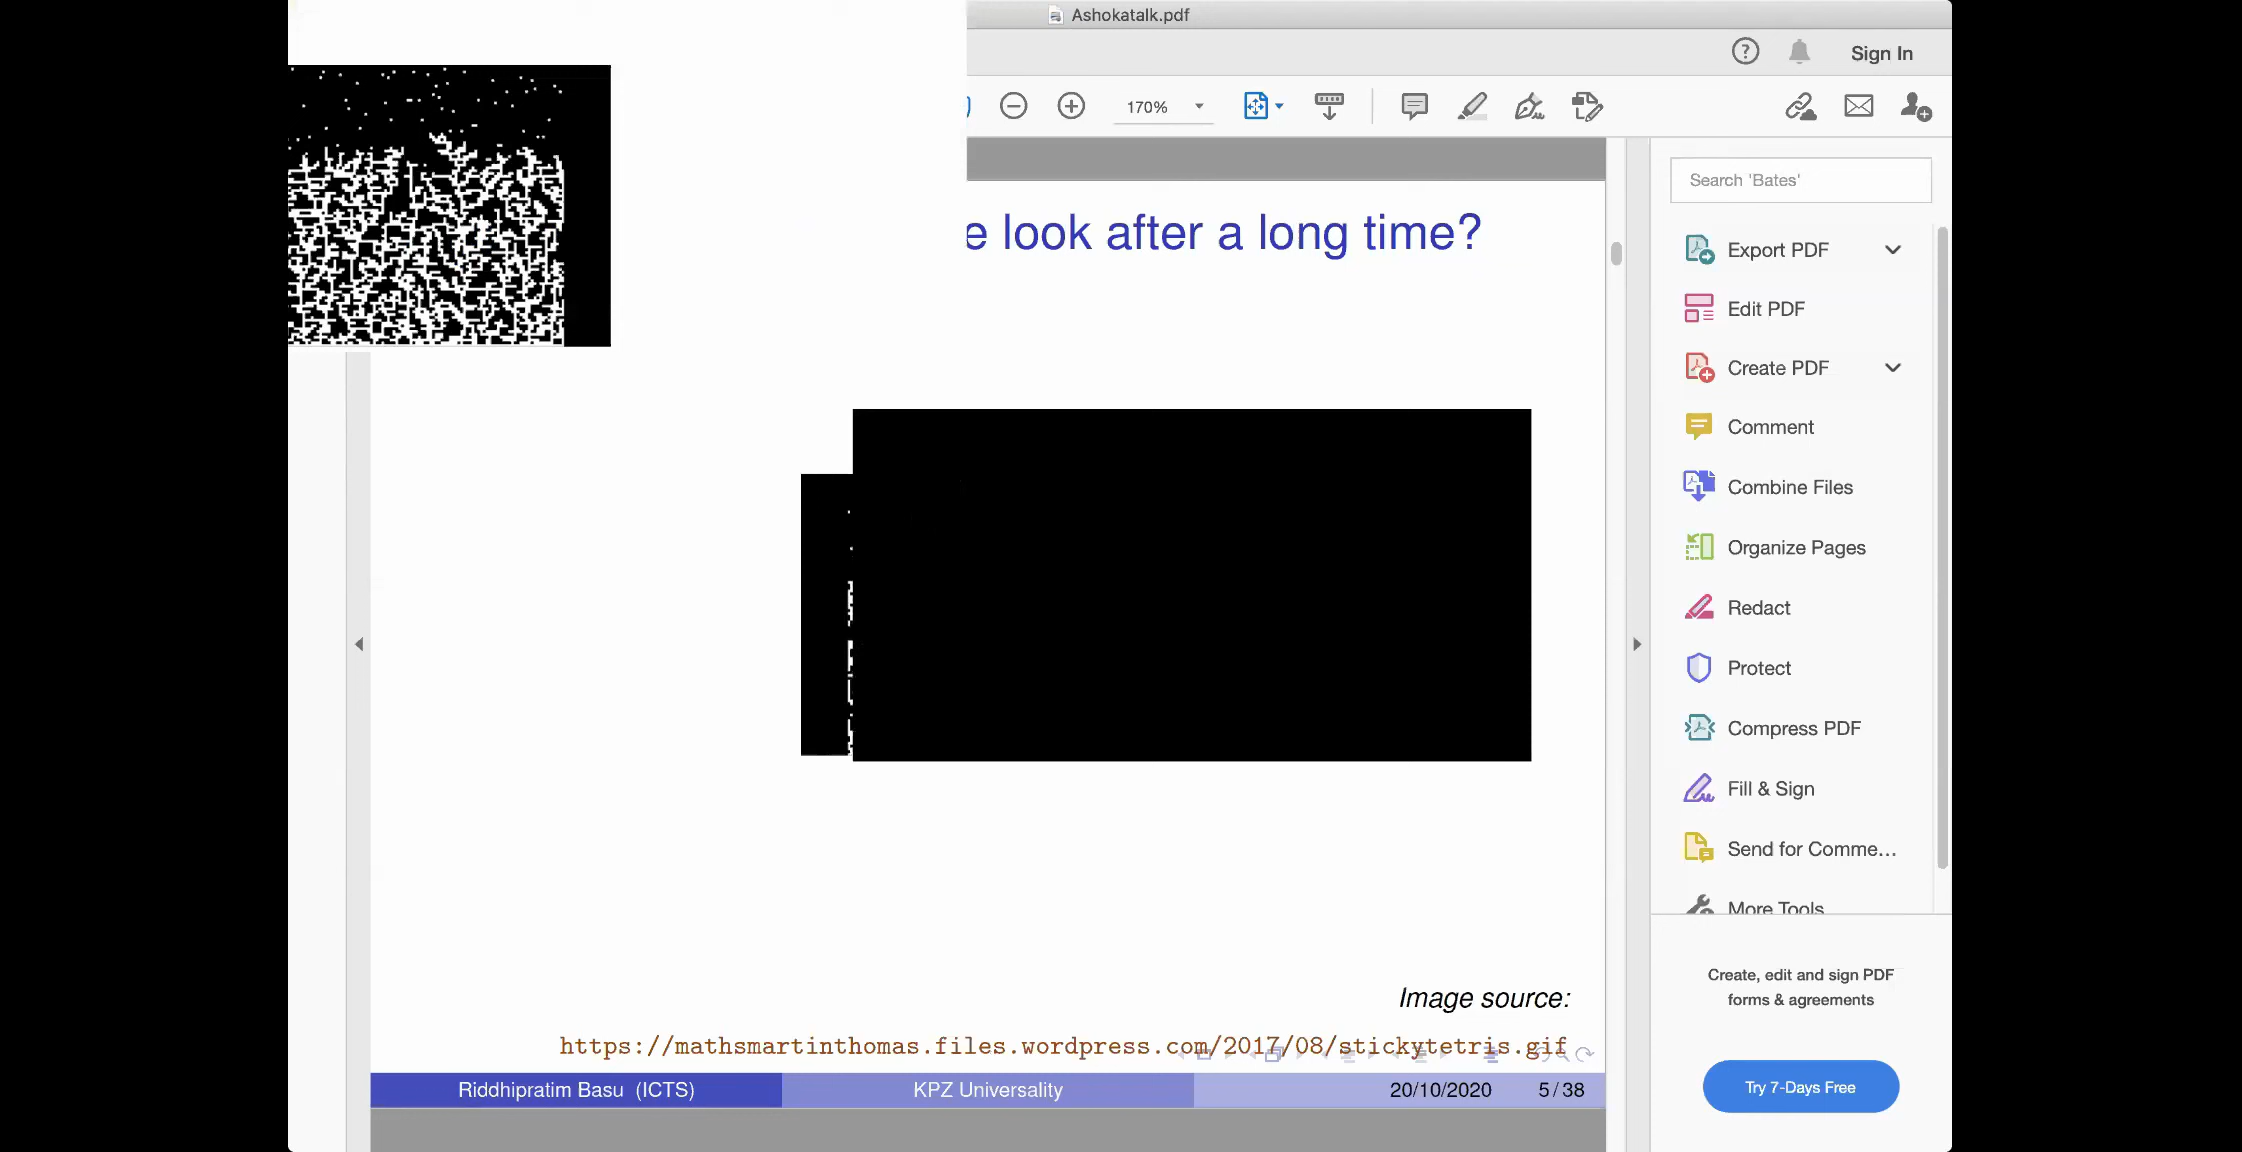 Ashokatalk.pdf
Sign In
170%
e look after a long time?
Search 'Bates'
Export PDF
Edit PDF
Create PDF
Comment
Combine Files
Organize Pages
Redact
Protect
Compress PDF
Fill & Sign
Send for Comme...
More Tools
Create, edit and sign PDF
forms & agreements
Try 7-Days Free
Image source:
https://mathsmartinthomas.files.wordpress.com/2017/08/stickytetris.gif
Riddhipratim Basu (ICTS) KPZ Universality 20/10/2020 5/38